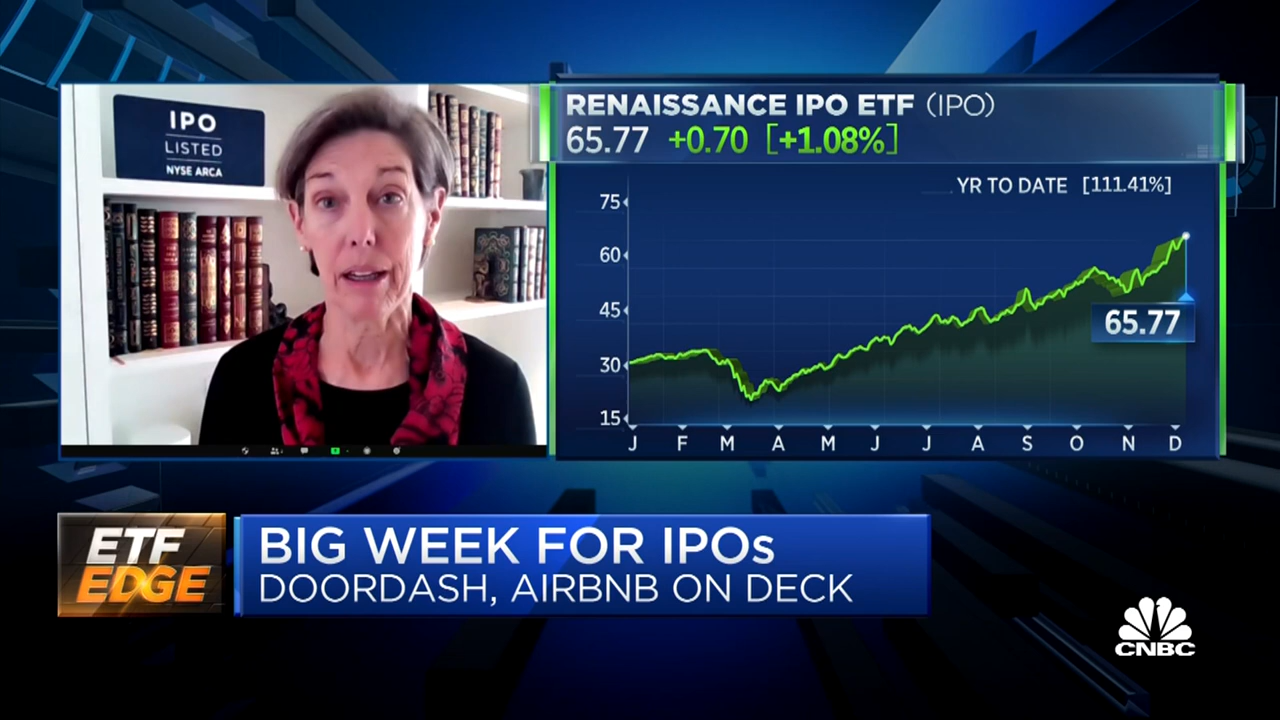 IPO
LISTED
NYSE ARCA
RENAISSANCE IPO ETF (IPO)
65.77 +0.70 [+1.08%]
YR TO DATE [111.41%]
75
60
45
30
15
65.77
J F M A M J J A S O N D
ETF
EDGE
BIG WEEK FOR IPOs
DOORDASH, AIRBNB ON DECK
CNBC